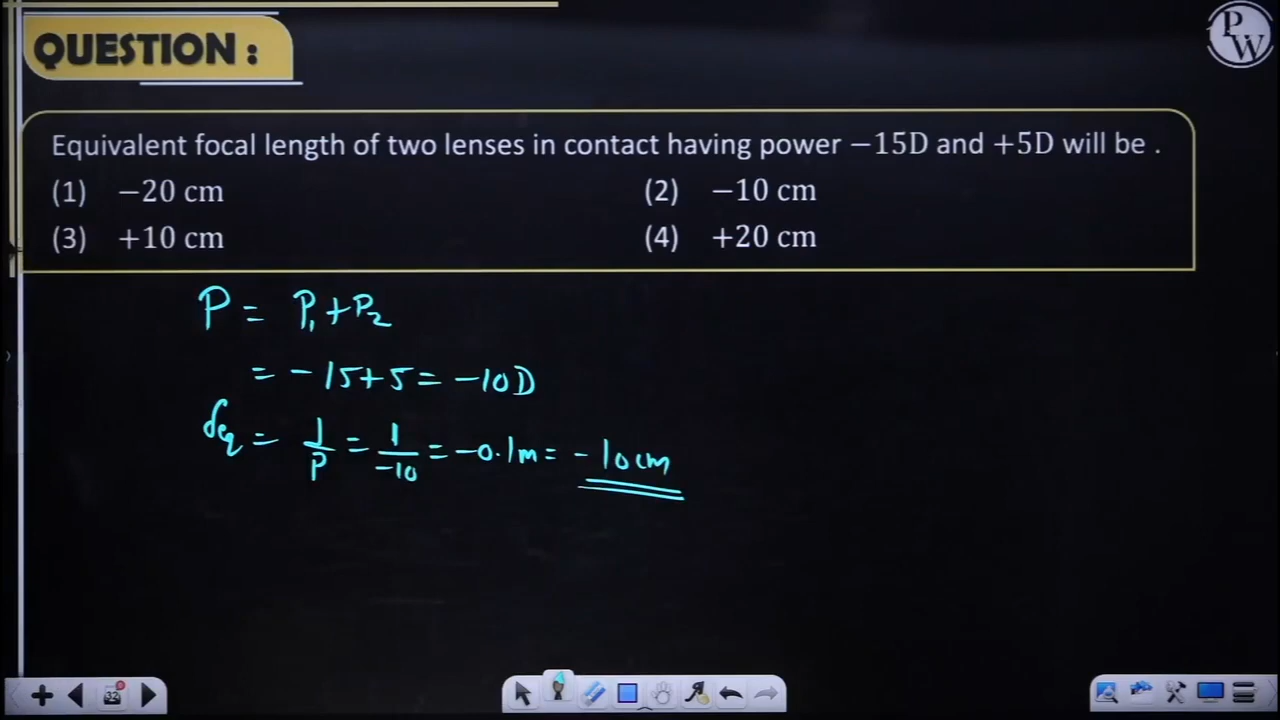 QUESTION :
PW
Equivalent focal length of two lenses in contact having power −15D and +5D will be .
(1) −20 cm (2) −10 cm
(3) +10 cm (4) +20 cm
P = P₁+P₂
= -15+5 = -10D
feq = 1/P = 1/-10 = -0.1m = -10cm
32